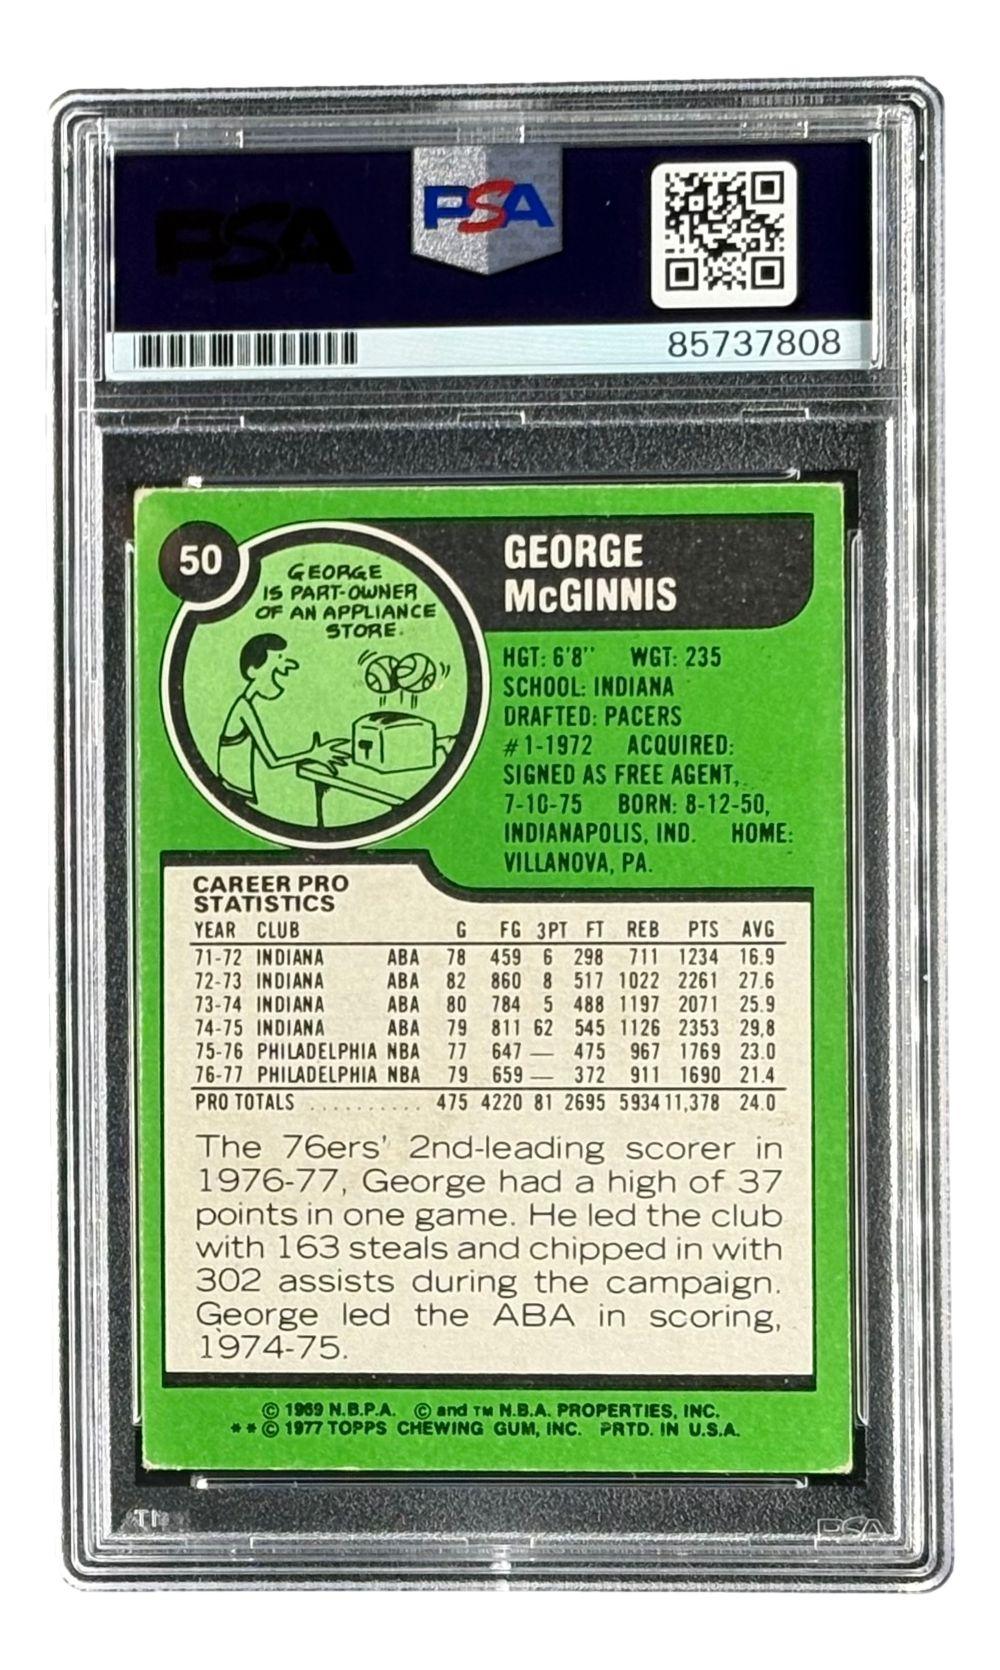 PSA
PSA
85737808
50
GEORGE
IS PART-OWNER
OF AN APPLIANCE
STORE.
GEORGE
McGINNIS
HGT: 6'8" WGT: 235
SCHOOL: INDIANA
DRAFTED: PACERS
#1-1972 ACQUIRED:
SIGNED AS FREE AGENT,
7-10-75 BORN: 8-12-50,
INDIANAPOLIS, IND. HOME:
VILLANOVA, PA.
CAREER PRO
STATISTICS
YEAR CLUB G FG 3PT FT REB PTS AVG
71-72 INDIANA ABA 78 459 6 298 711 1234 16.9
72-73 INDIANA ABA 82 860 8 517 1022 2261 27.6
73-74 INDIANA ABA 80 784 5 488 1197 2071 25.9
74-75 INDIANA ABA 79 811 62 545 1126 2353 29.8
75-76 PHILADELPHIA NBA 77 647 — 475 967 1769 23.0
76-77 PHILADELPHIA NBA 79 659 — 372 911 1690 21.4
PRO TOTALS .......... 475 4220 81 2695 5934 11,378 24.0
The 76ers' 2nd-leading scorer in
1976-77, George had a high of 37
points in one game. He led the club
with 163 steals and chipped in with
302 assists during the campaign.
George led the ABA in scoring,
1974-75.
© 1969 N.B.P.A. © and TM N.B.A. PROPERTIES, INC.
**© 1977 TOPPS CHEWING GUM, INC. PRTD. IN U.S.A.
PSA